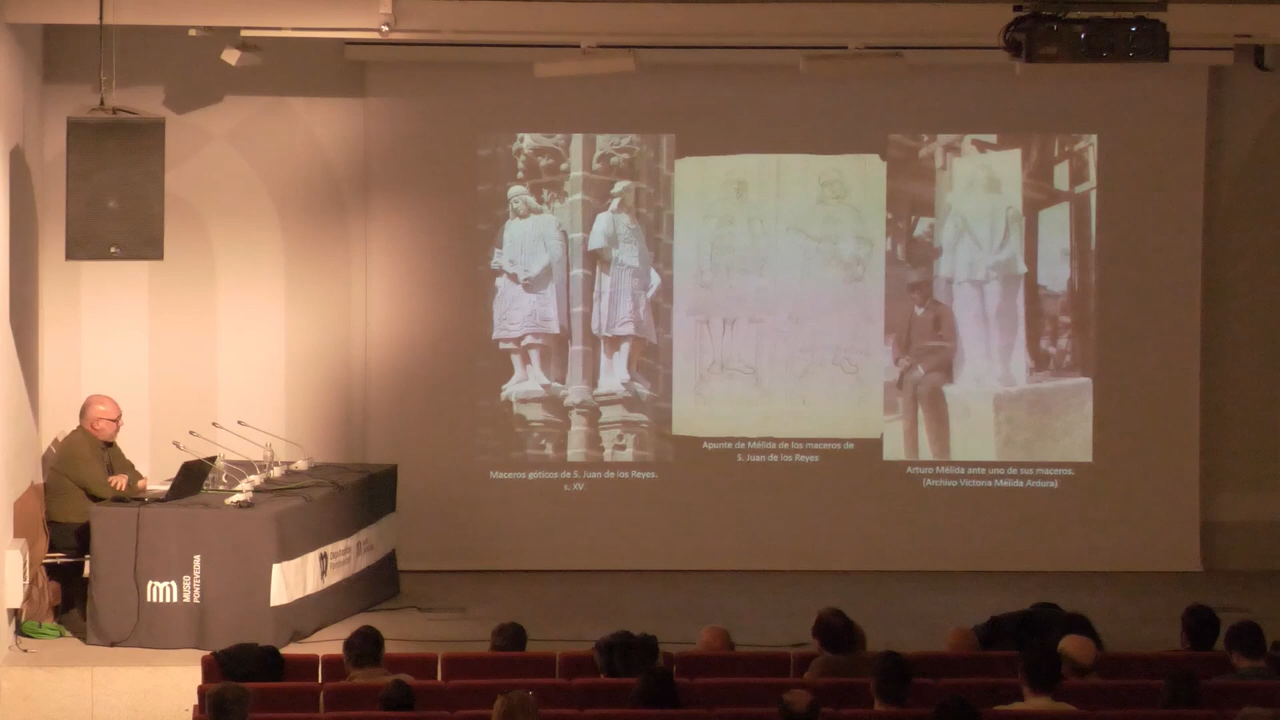 Maceros góticos de S. Juan de los Reyes.
s. XV.
Apunte de Mélida de los maceros de
S. Juan de los Reyes
Arturo Mélida ante uno de sus maceros.
(Archivo Victoria Mélida Ardura)
MUSEO
PONTEVEDRA